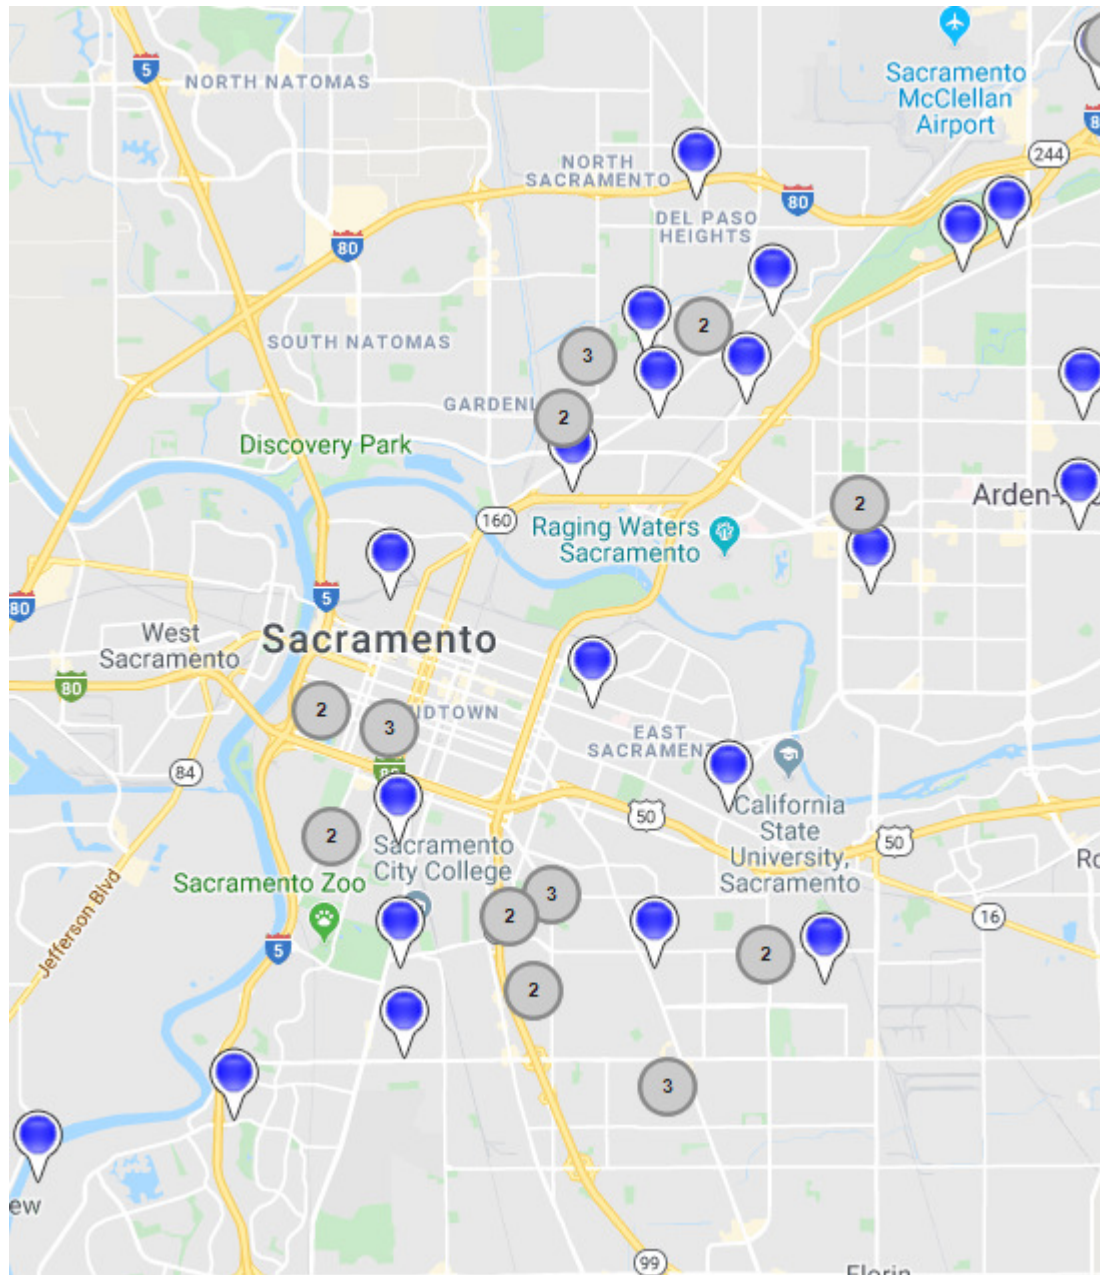 5
NORTH NATOMAS
Sacramento
McClellan
Airport
244
NORTH
SACRAMENTO
80
DEL PASO
HEIGHTS
80
2
SOUTH NATOMAS
3
GARDENL
2
Discovery Park
Arden-
2
160
Raging Waters
Sacramento
80
5
West
Sacramento
Sacramento
80
2
3
IDTOWN
EAST
SACRAMENT
84
California
State
University,
Sacramento
50
50
2
Sacramento
City College
Sacramento Zoo
3
2
16
Jefferson Blvd
5
2
2
3
ew
99
Florin